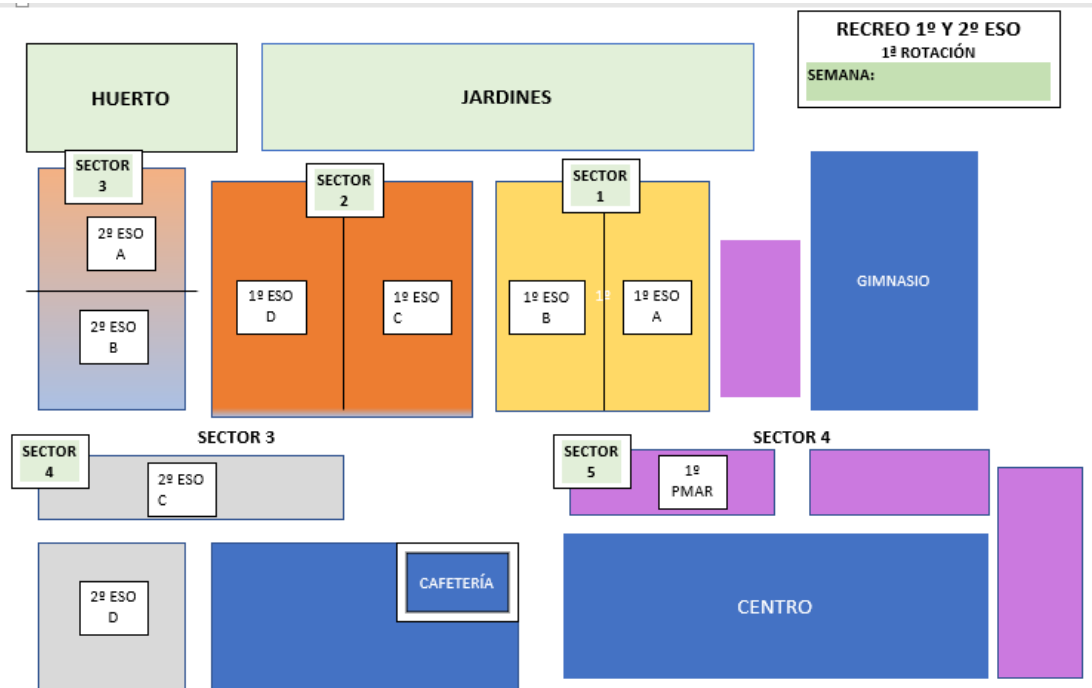 RECREO 1º Y 2º ESO
1ª ROTACIÓN
SEMANA:
HUERTO
JARDINES
SECTOR
3
SECTOR
2
SECTOR
1
2º ESO
A
2º ESO
B
1º ESO
D
1º ESO
C
1º ESO
B
1º
1º ESO
A
GIMNASIO
SECTOR 3
SECTOR 4
SECTOR
4
2º ESO
C
SECTOR
5
1º
PMAR
2º ESO
D
CAFETERÍA
CENTRO